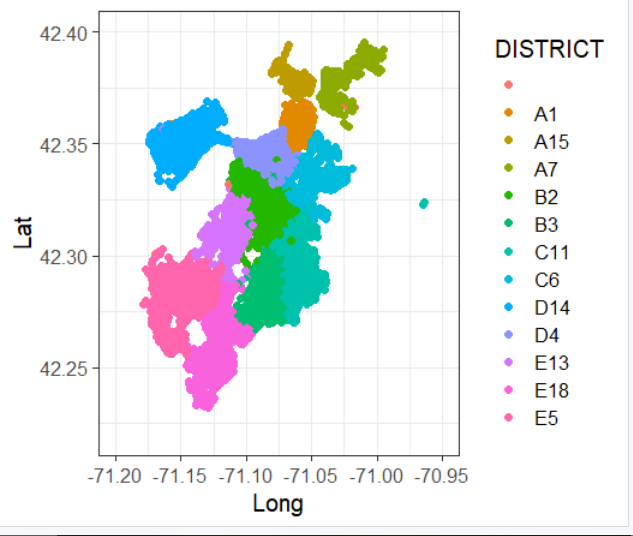 DISTRICT
A1
A15
A7
B2
B3
C11
C6
D14
D4
E13
E18
E5
Lat
42.40
42.35
42.30
42.25
-71.20 -71.15 -71.10 -71.05 -71.00 -70.95
Long